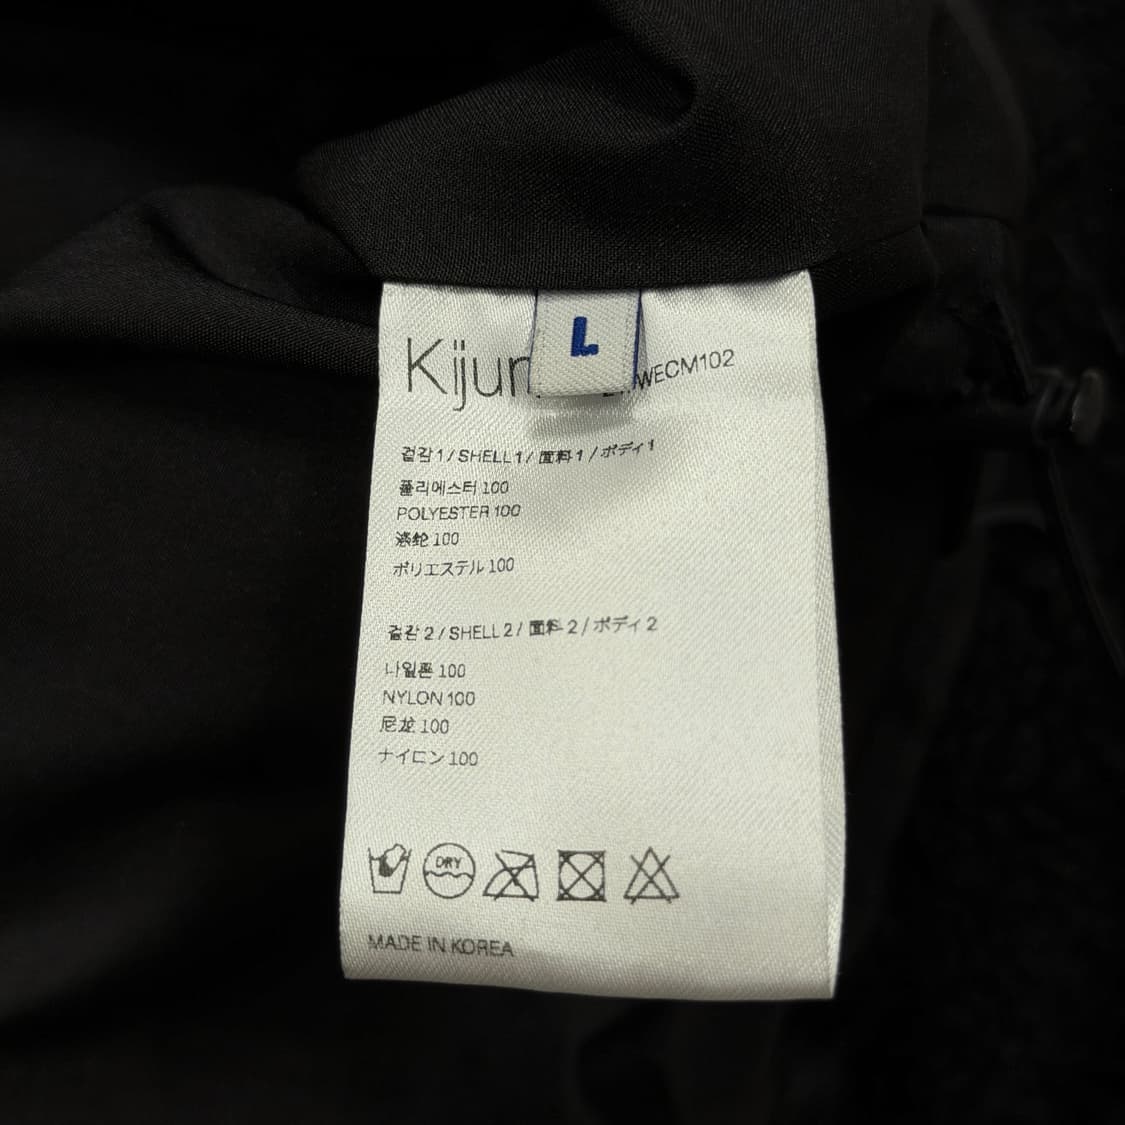 L
Kijun WECM102
겉감 1 / SHELL 1 / 面料 1 / ボディ 1
폴리에스터 100
POLYESTER 100
涤纶 100
ポリエステル 100
겉감 2 / SHELL 2 / 面料 2 / ボディ 2
나일론 100
NYLON 100
尼龙 100
ナイロン 100
DRY
MADE IN KOREA